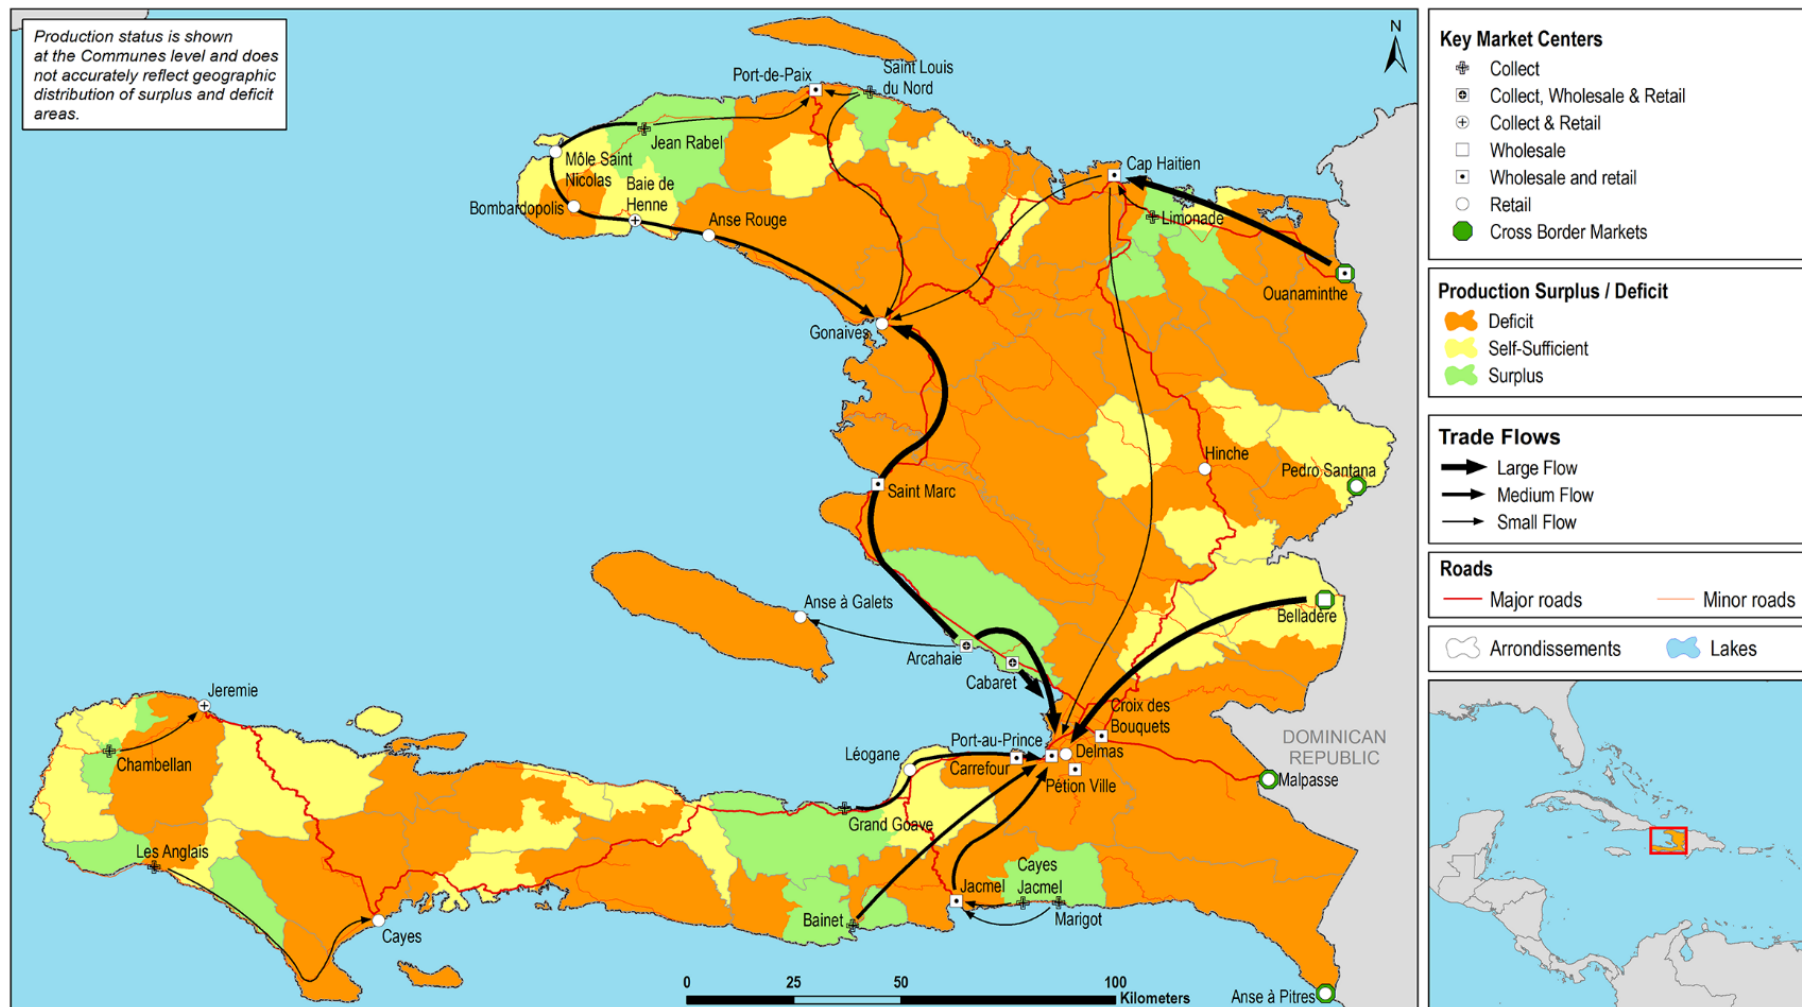 Production status is shown
at the Communes level and does
not accurately reflect geographic
distribution of surplus and deficit
areas.
N
Port-de-Paix
Saint Louis
du Nord
Jean Rabel
Môle Saint
Nicolas
Baie de
Henne
Bombardopolis
Anse Rouge
Cap Haitien
Limonade
Ouanaminthe
Gonaives
Hinche
Pedro Santana
Saint Marc
Anse à Galets
Belladère
Arcahaie
Cabaret
Croix des
Bouquets
Jeremie
Port-au-Prince
Delmas
Léogane
Carrefour
Pétion Ville
DOMINICAN
REPUBLIC
Malpasse
Chambellan
Grand Goave
Les Anglais
Cayes
Jacmel
Jacmel
Bainet
Marigot
Cayes
Anse à Pitres
0 25 50 100
Kilometers
Key Market Centers
Collect
Collect, Wholesale & Retail
Collect & Retail
Wholesale
Wholesale and retail
Retail
Cross Border Markets
Production Surplus / Deficit
Deficit
Self-Sufficient
Surplus
Trade Flows
Large Flow
Medium Flow
Small Flow
Roads
Major roads
Minor roads
Arrondissements
Lakes